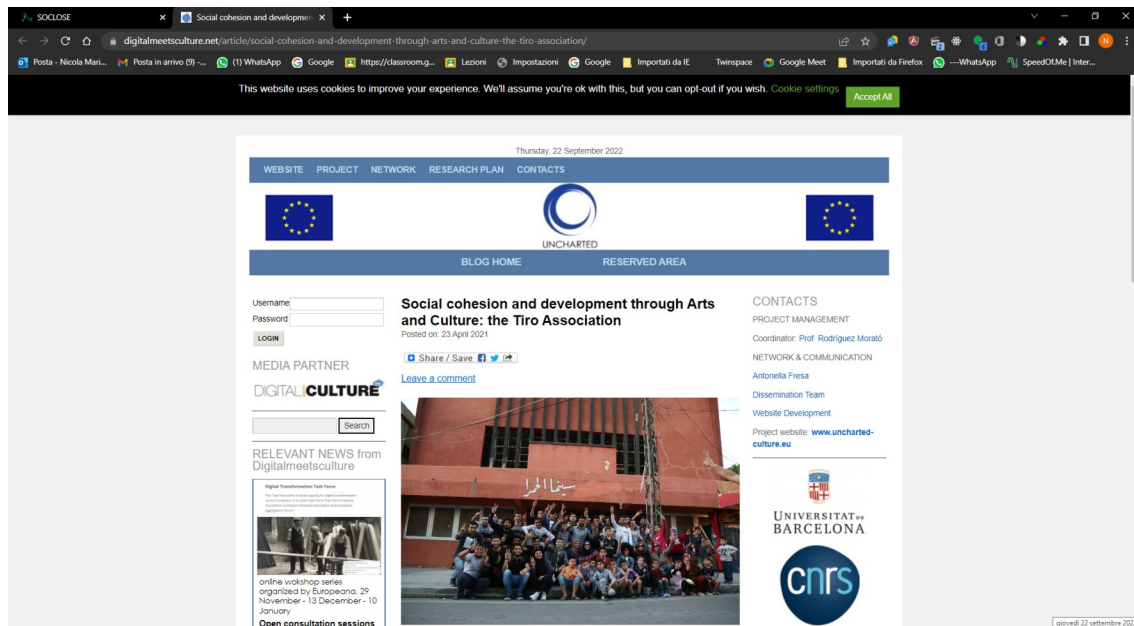 SOCLOSE
Social cohesion and developmen
digitalmeetsculture.net/article/social-cohesion-and-development-through-arts-and-culture-the-tiro-association/
Posta - Nicola Mari...
Posta in arrivo (9) -...
(1) WhatsApp
Google
https://classroom.g...
Lezioni
Impostazioni
Google
Importati da IE
Twinspace
Google Meet
Importati da Firefox
---WhatsApp
SpeedOf.Me | Inter...
This website uses cookies to improve your experience. We'll assume you're ok with this, but you can opt-out if you wish. Cookie settings
Accept All
Thursday, 22 September 2022
WEBSITE PROJECT NETWORK RESEARCH PLAN CONTACTS
UNCHARTED
BLOG HOME RESERVED AREA
Username
Password
LOGIN
MEDIA PARTNER
DIGITAL CULTURE
Search
RELEVANT NEWS from
Digitalmeetsculture
Digital Transformation Task Force
online wokshop series
organized by Europeana. 29
November - 13 December - 10
January
Open consultation sessions
Social cohesion and development through Arts
and Culture: the Tiro Association
Posted on: 23 April 2021
Share / Save
Leave a comment
سينما الحمرا
CONTACTS
PROJECT MANAGEMENT
Coordinator: Prof. Rodríguez Morató
NETWORK & COMMUNICATION
Antonella Fresa
Dissemination Team
Website Development
Project website: www.uncharted-
culture.eu
UNIVERSITAT DE
BARCELONA
cnrs
giovedì 22 settembre 202